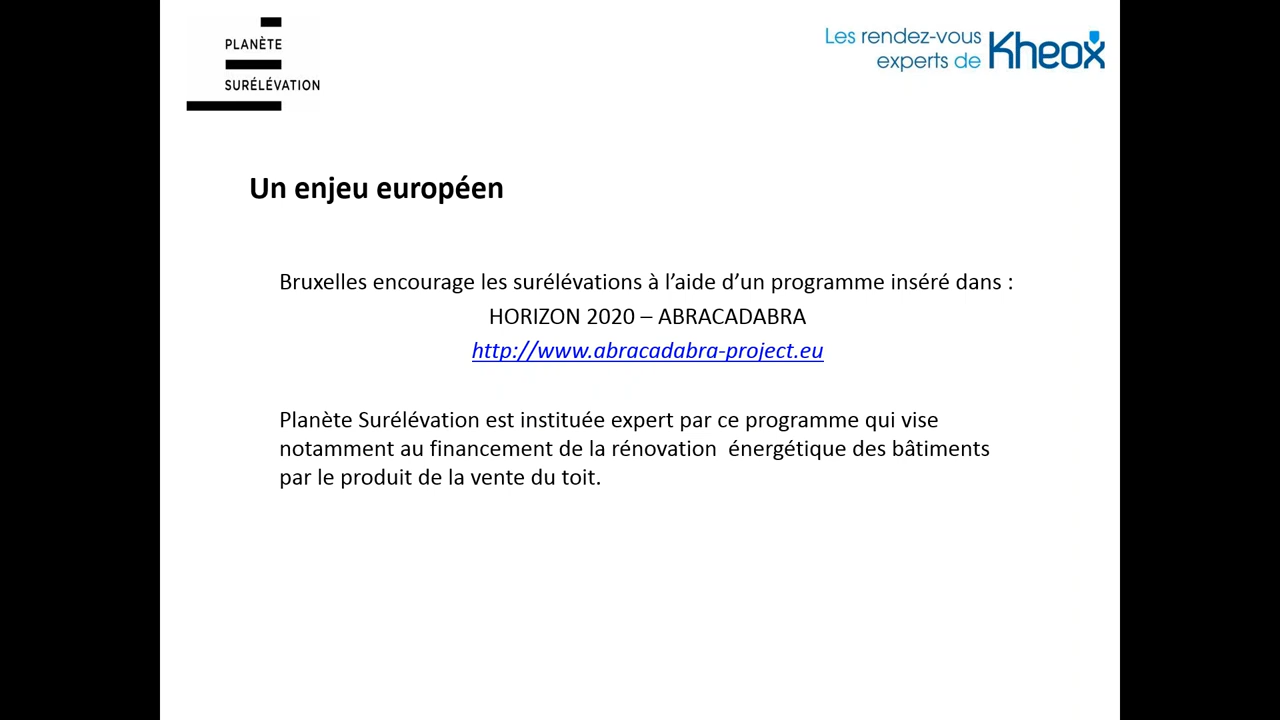 PLANÈTE
SURÉLÉVATION
Les rendez-vous
experts de Kheox
Un enjeu européen
Bruxelles encourage les surélévations à l’aide d’un programme inséré dans :
HORIZON 2020 – ABRACADABRA
http://www.abracadabra-project.eu
Planète Surélévation est instituée expert par ce programme qui vise
notamment au financement de la rénovation  énergétique des bâtiments
par le produit de la vente du toit.